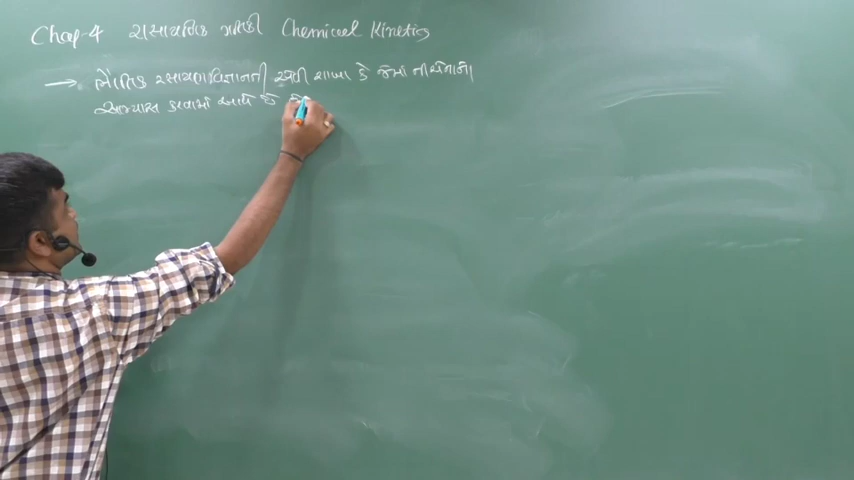 Chap-4 રાસાયણિક ગતિકી Chemical Kinetics
→ ભૌતિક રસાયણવિજ્ઞાનની એવી શાખા કે જેમાં નીચેનાનો
અભ્યાસ કરવામાં આવે છે